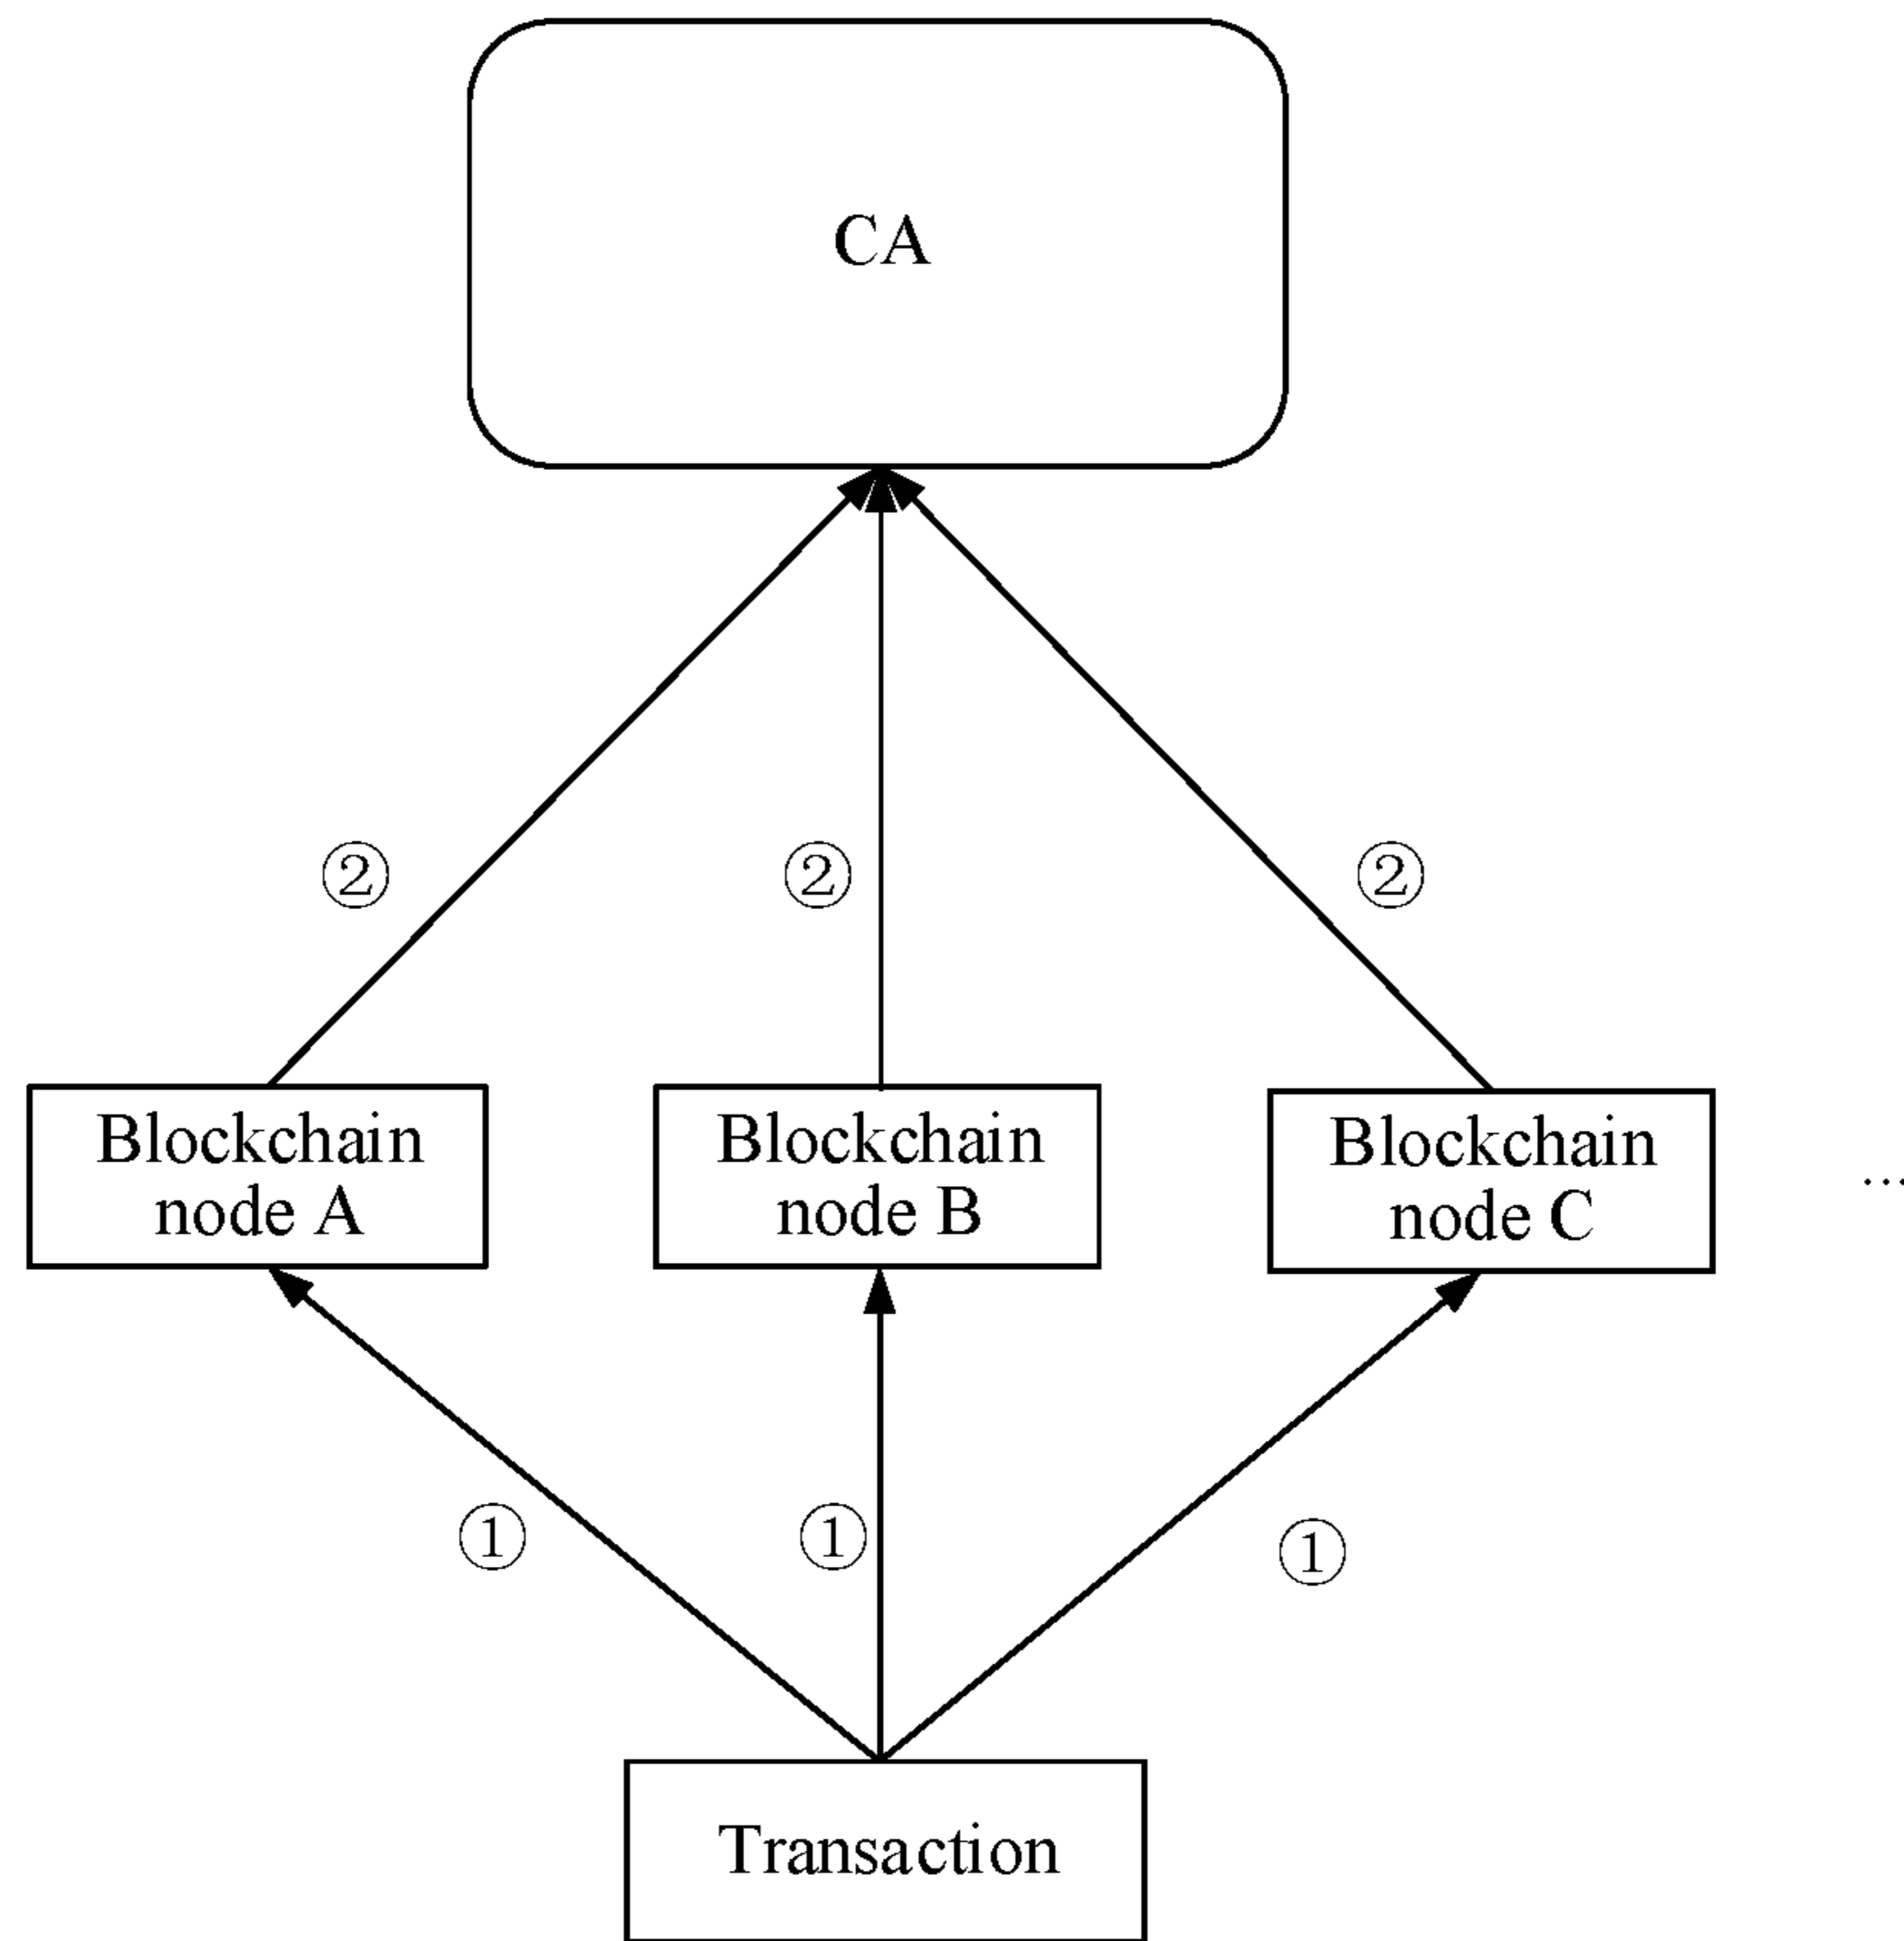 CA
② ② ②
Blockchain
node A
Blockchain
node B
Blockchain
node C
...
① ① ①
Transaction